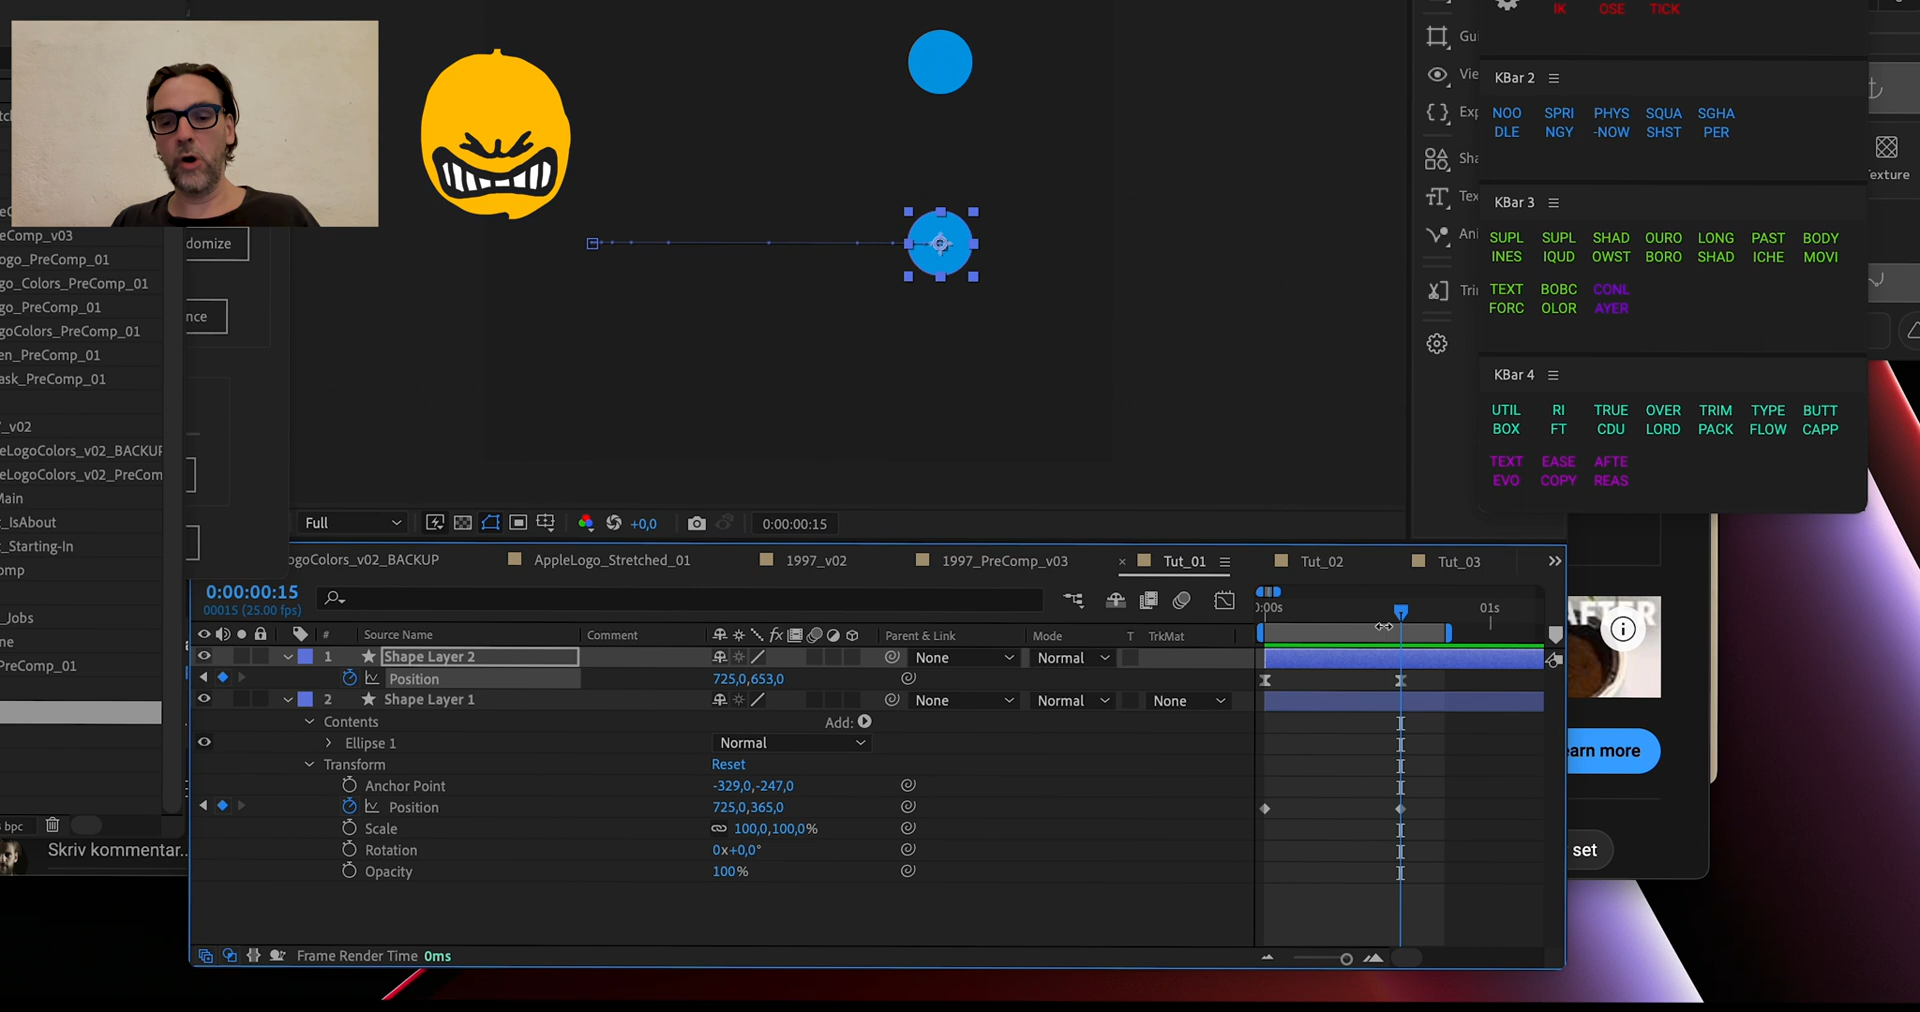 IK OSE TICK
Gui
KBar 2
Vie
NOO SPRI PHYS SQUA SGHA
DLE NGY -NOW SHST PER
Exp
Sha
exture
Tex
KBar 3
Ani
SUPL SUPL SHAD OURO LONG PAST BODY
INES IQUD OWST BORO SHAD ICHE MOVI
TEXT BOBC CONL
FORC OLOR AYER
Tri
KBar 4
UTIL RI TRUE OVER TRIM TYPE BUTT
BOX FT CDU LORD PACK FLOW CAPP
TEXT EASE AFTE
EVO COPY REAS
eComp_v03
domize
ogo_PreComp_01
go_Colors_PreComp_01
go_PreComp_01
nce
goColors_PreComp_01
en_PreComp_01
ask_PreComp_01
_v02
eLogoColors_v02_BACKUP
eLogoColors_v02_PreCom
Main
_IsAbout
_Starting-In
omp
_Jobs
ne
PreComp_01
s bpc
Skriv kommentar..
Full +0,0 0:00:00:15
ogoColors_v02_BACKUP AppleLogo_Stretched_01 1997_v02 1997_PreComp_v03 × Tut_01 Tut_02 Tut_03
0:00:00:15
00015 (25.00 fps)
0:00s 01s
# Source Name Comment fx Parent & Link Mode T TrkMat
1 Shape Layer 2 None Normal
Position 725,0,653,0
2 Shape Layer 1 None Normal None
Contents Add:
Ellipse 1 Normal
Transform Reset
Anchor Point -329,0,-247,0
Position 725,0,365,0
Scale 100,0,100,0%
Rotation 0x+0,0°
Opacity 100%
Frame Render Time 0ms
AFTER
earn more
set